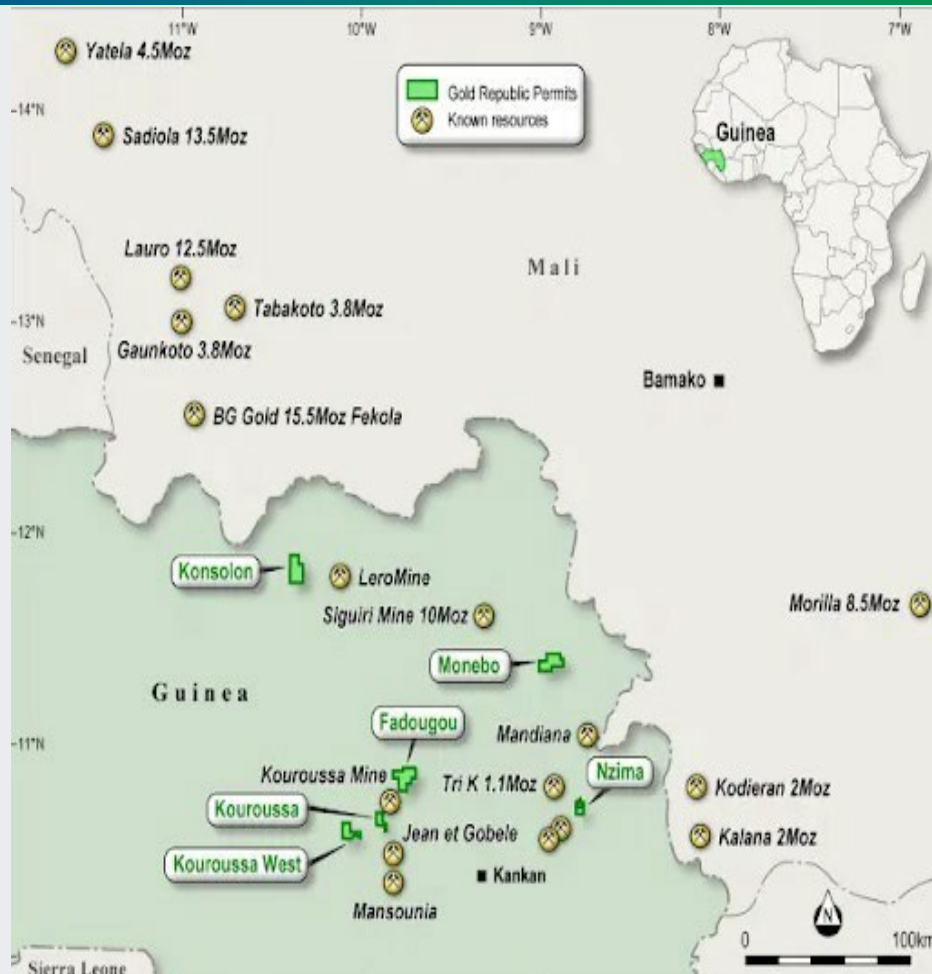 11°W
10°W
9°W
8°W
7°W
Yatela 4.5Moz
Gold Republic Permits
Known resources
14°N
Sadiola 13.5Moz
Guinea
Lauro 12.5Moz
Mali
Tabakoto 3.8Moz
13°N
Gaunkoto 3.8Moz
Senegal
Bamako
BG Gold 15.5Moz Fekola
12°N
Konsolon
LeroMine
Siguiri Mine 10Moz
Morilla 8.5Moz
Monebo
Guinea
Fadougou
Mandiana
11°N
Kouroussa Mine
Tri K 1.1Moz
Nzima
Kodieran 2Moz
Kouroussa
Jean et Gobele
Kalana 2Moz
Kouroussa West
Kankan
Mansounia
N
0
100km
Sierra Leone